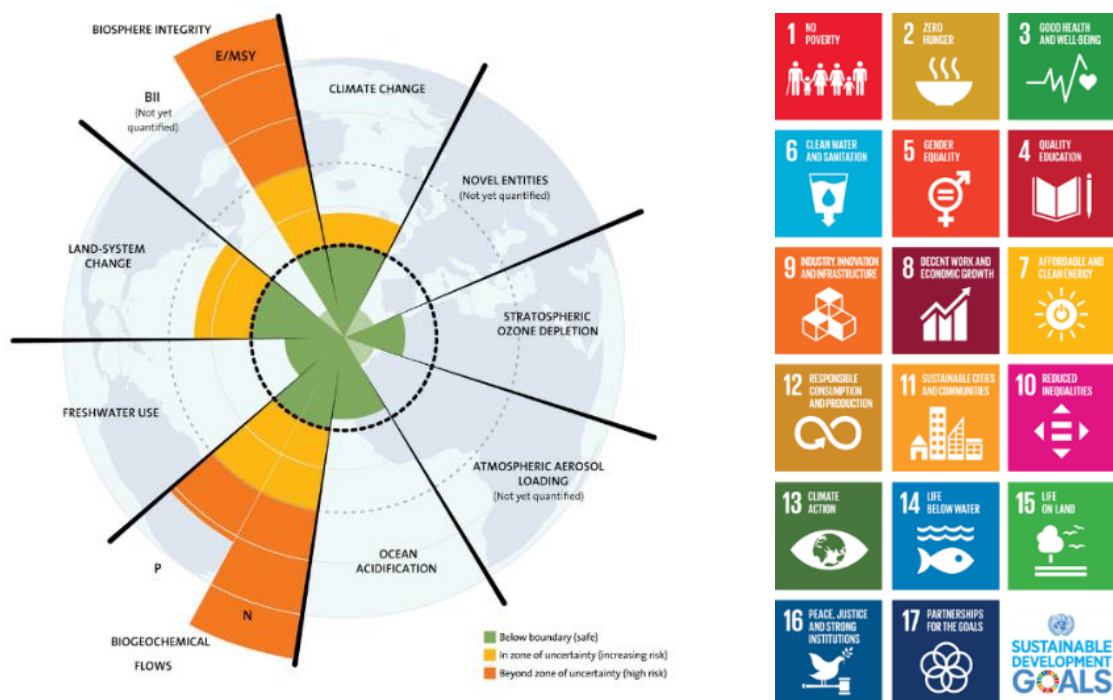 BIOSPHERE INTEGRITY
E/MSY
BII
(Not yet
quantified)
CLIMATE CHANGE
NOVEL ENTITIES
(Not yet quantified)
LAND-SYSTEM
CHANGE
STRATOSPHERIC
OZONE DEPLETION
FRESHWATER USE
ATMOSPHERIC AEROSOL
LOADING
(Not yet quantified)
OCEAN
ACIDIFICATION
P
N
BIOGEOCHEMICAL
FLOWS
Below boundary (safe)
In zone of uncertainty (increasing risk)
Beyond zone of uncertainty (high risk)
1 NO
POVERTY
2 ZERO
HUNGER
3 GOOD HEALTH
AND WELL-BEING
6 CLEAN WATER
AND SANITATION
5 GENDER
EQUALITY
4 QUALITY
EDUCATION
9 INDUSTRY, INNOVATION
AND INFRASTRUCTURE
8 DECENT WORK AND
ECONOMIC GROWTH
7 AFFORDABLE AND
CLEAN ENERGY
12 RESPONSIBLE
CONSUMPTION
AND PRODUCTION
11 SUSTAINABLE CITIES
AND COMMUNITIES
10 REDUCED
INEQUALITIES
13 CLIMATE
ACTION
14 LIFE
BELOW WATER
15 LIFE
ON LAND
16 PEACE, JUSTICE
AND STRONG
INSTITUTIONS
17 PARTNERSHIPS
FOR THE GOALS
SUSTAINABLE
DEVELOPMENT
GOALS